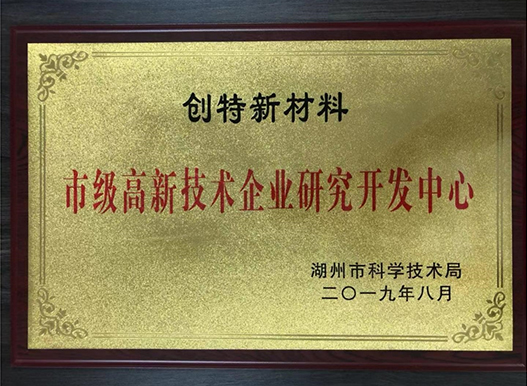 创特新材料
市级高新技术企业研究开发中心
湖州市科学技术局
二〇一九年八月